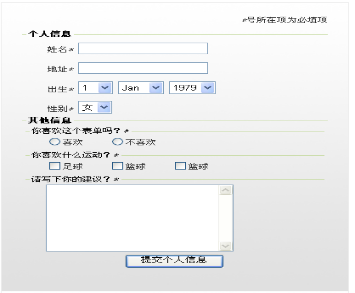 *号所在项为必填项
个人信息
姓名*
地址*
出生* 1 Jan 1979
性别* 女
其他信息
你喜欢这个表单吗？*
喜欢 不喜欢
你喜欢什么运动？*
足球 篮球 篮球
请写下你的建议？*
提交个人信息